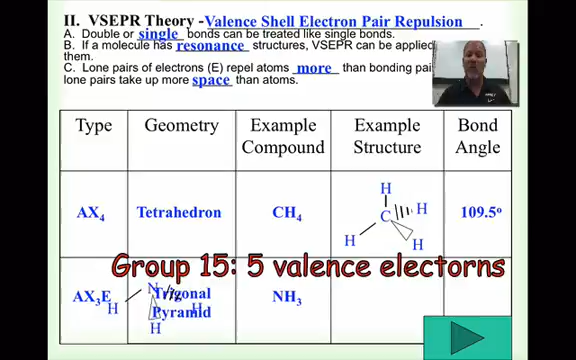 II. VSEPR Theory -Valence Shell Electron Pair Repulsion.
A. Double or single bonds can be treated like single bonds.
B. If a molecule has resonance structures, VSEPR can be applied
them.
C. Lone pairs of electrons (E) repel atoms more than bonding pai
lone pairs take up more space than atoms.
Type Geometry Example Compound Example Structure Bond Angle
AX4 Tetrahedron CH4 109.5°
H
C H
H H
Group 15: 5 valence electorns
AX3E Trigonal Pyramid NH3
N
H H
H